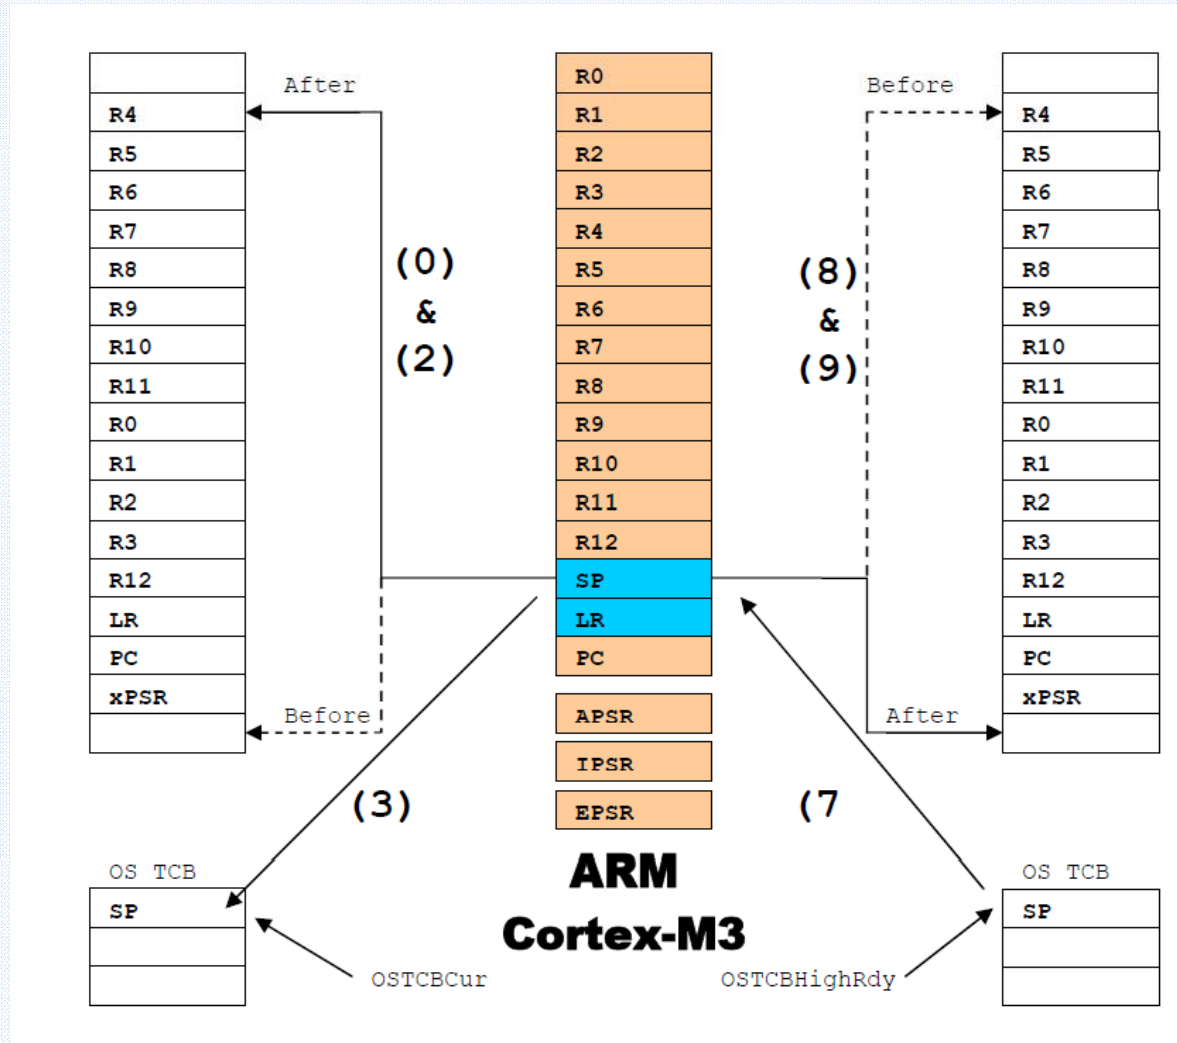 After
R4
R5
R6
R7
R8
R9
R10
R11
R0
R1
R2
R3
R12
LR
PC
xPSR
Before
(0)
&
(2)
(3)
OS TCB
SP
OSTCBCur
R0
R1
R2
R3
R4
R5
R6
R7
R8
R9
R10
R11
R12
SP
LR
PC
APSR
IPSR
EPSR
ARM
Cortex-M3
Before
(8)
&
(9)
After
(7
OSTCBHighRdy
R4
R5
R6
R7
R8
R9
R10
R11
R0
R1
R2
R3
R12
LR
PC
xPSR
OS TCB
SP